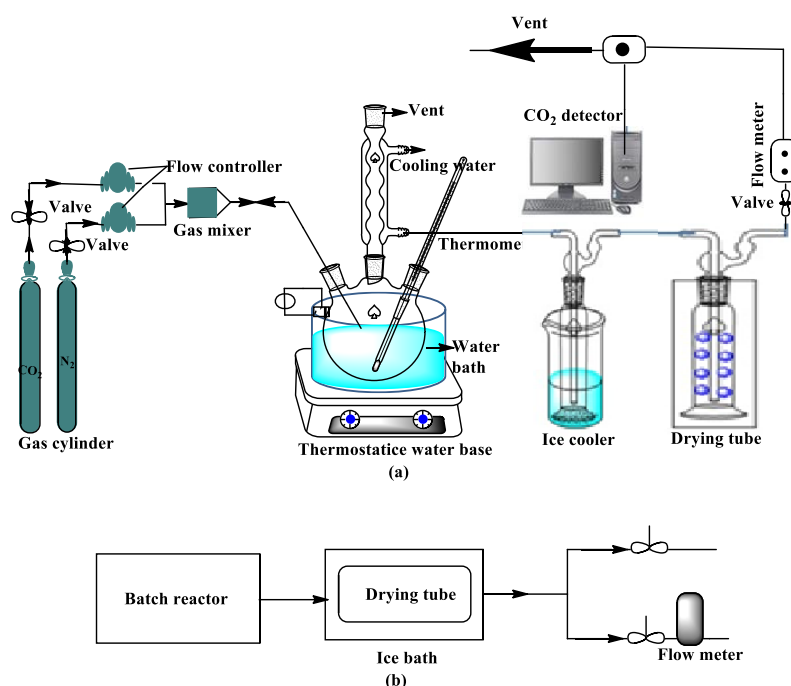 Vent
Vent
CO2 detector
Flow meter
Cooling water
Flow controller
Valve
Valve
Gas mixer
Valve
Thermome
Water
bath
CO2
N2
Gas cylinder
Thermostatice water base
Ice cooler
Drying tube
(a)
Batch reactor
Drying tube
Ice bath
Flow meter
(b)